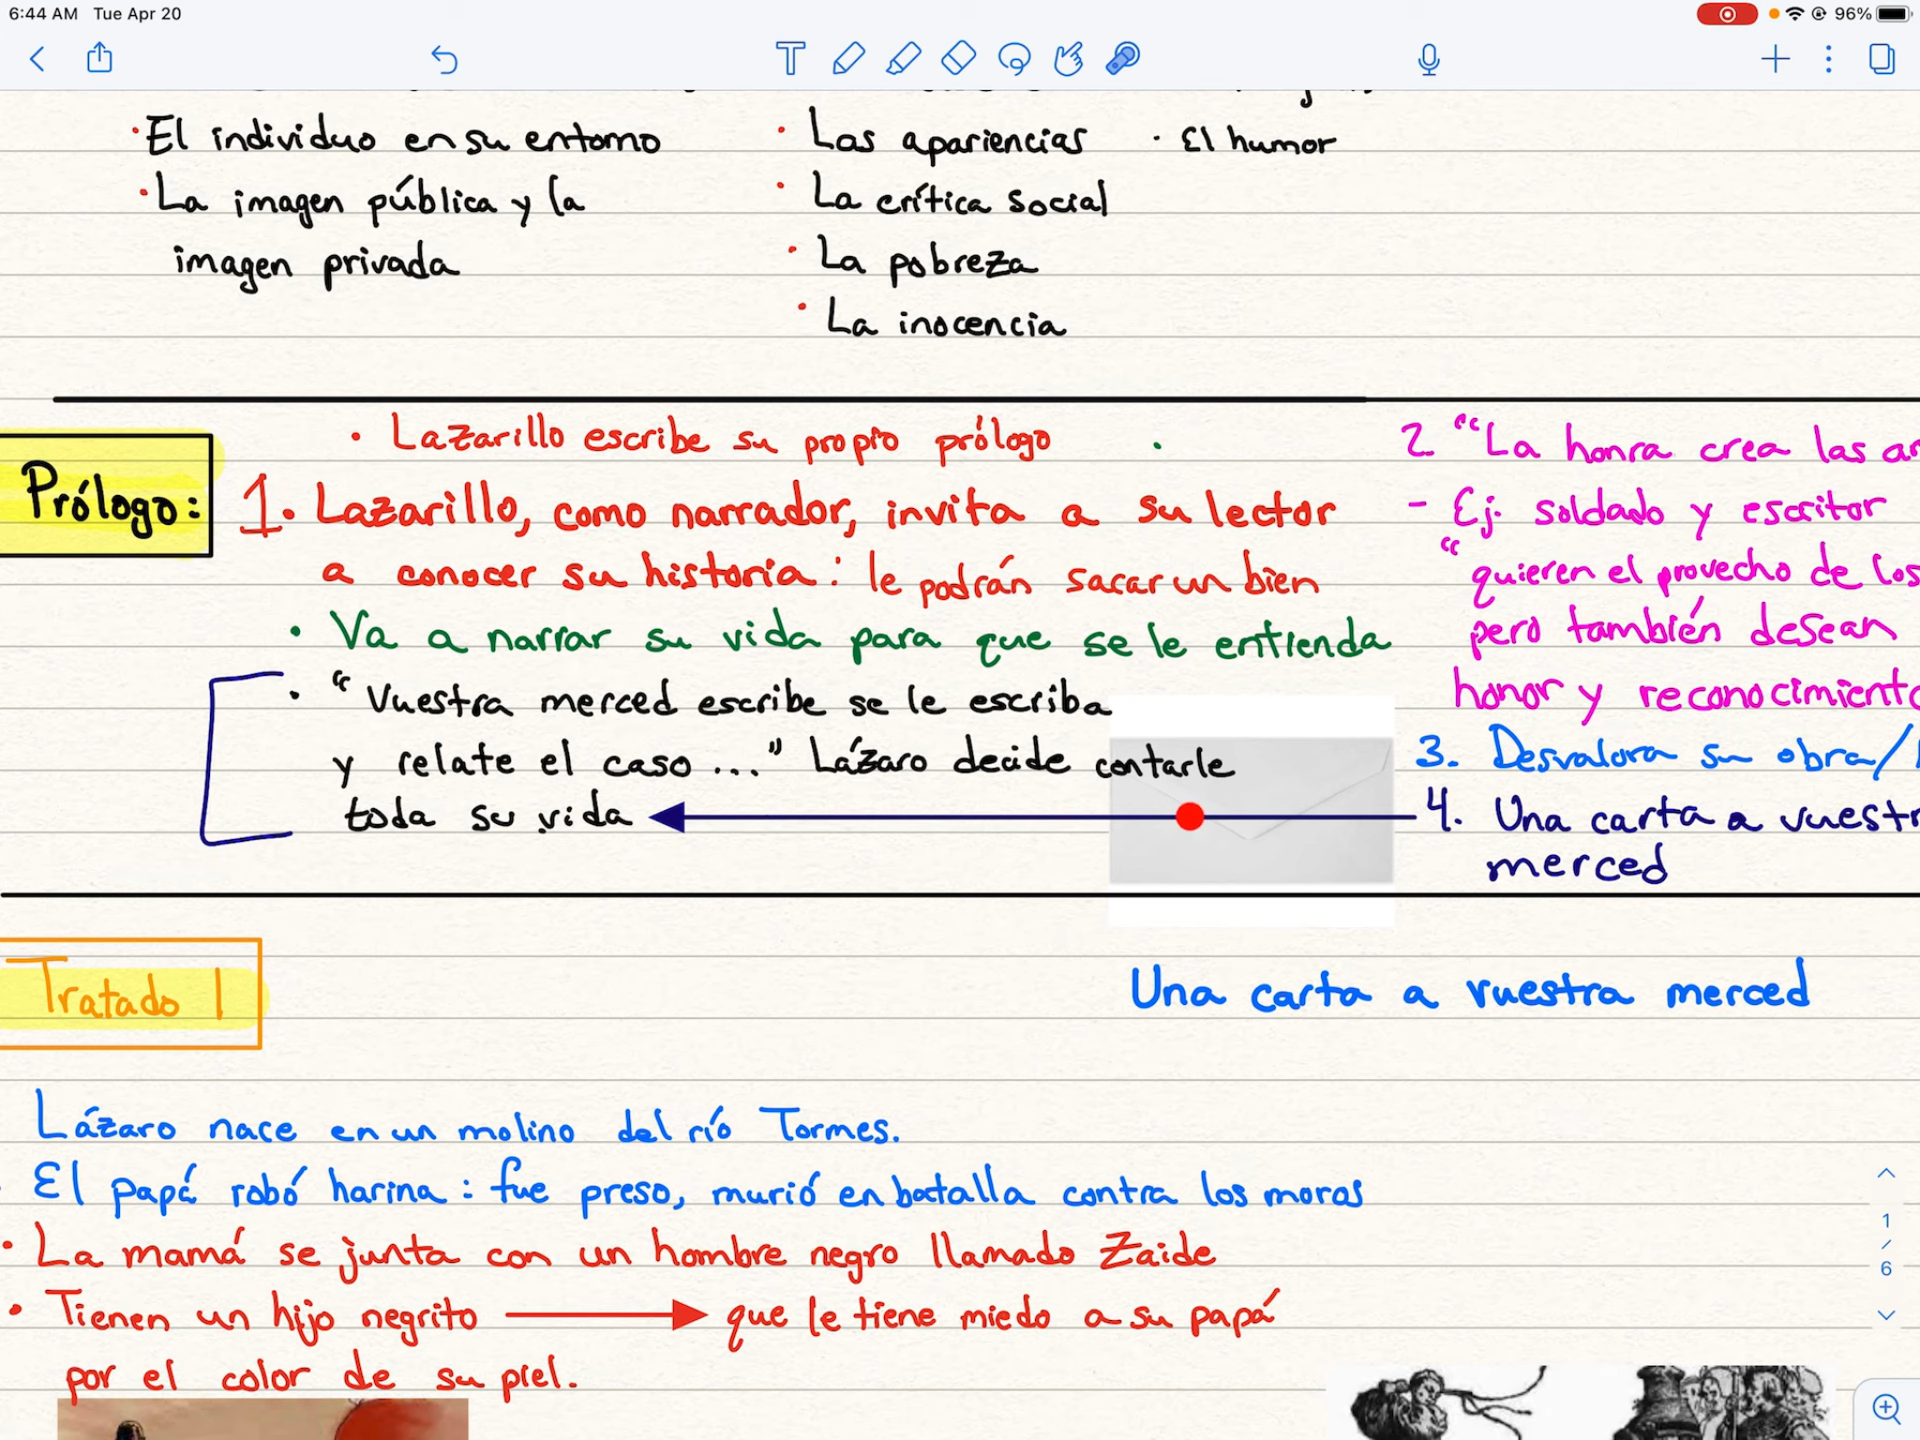 6:44 AM Tue Apr 20
96%
· El individuo en su entorno
· La imagen pública y la
imagen privada
· Las apariencias
· El humor
· La crítica social
· La pobreza
· La inocencia
Prólogo:
· Lazarillo escribe su propio prólogo
1. Lazarillo, como narrador, invita a su lector
a conocer su historia: le podrán sacar un bien
· Va a narrar su vida para que se le entienda
· "Vuestra merced escribe se le escriba
y relate el caso ..." Lázaro decide contarle
toda su vida
2 "La honra crea las ar
- Ej. soldado y escritor
"quieren el provecho de los
pero también desean
honor y reconocimiento
3. Desvalora su obra/
4. Una carta a vuestr
merced
Tratado 1
Una carta a vuestra merced
Lázaro nace en un molino del río Tormes.
El papá robó harina: fue preso, murió en batalla contra los moros
· La mamá se junta con un hombre negro llamado Zaide
· Tienen un hijo negrito → que le tiene miedo a su papá
por el color de su piel.
1
/
6